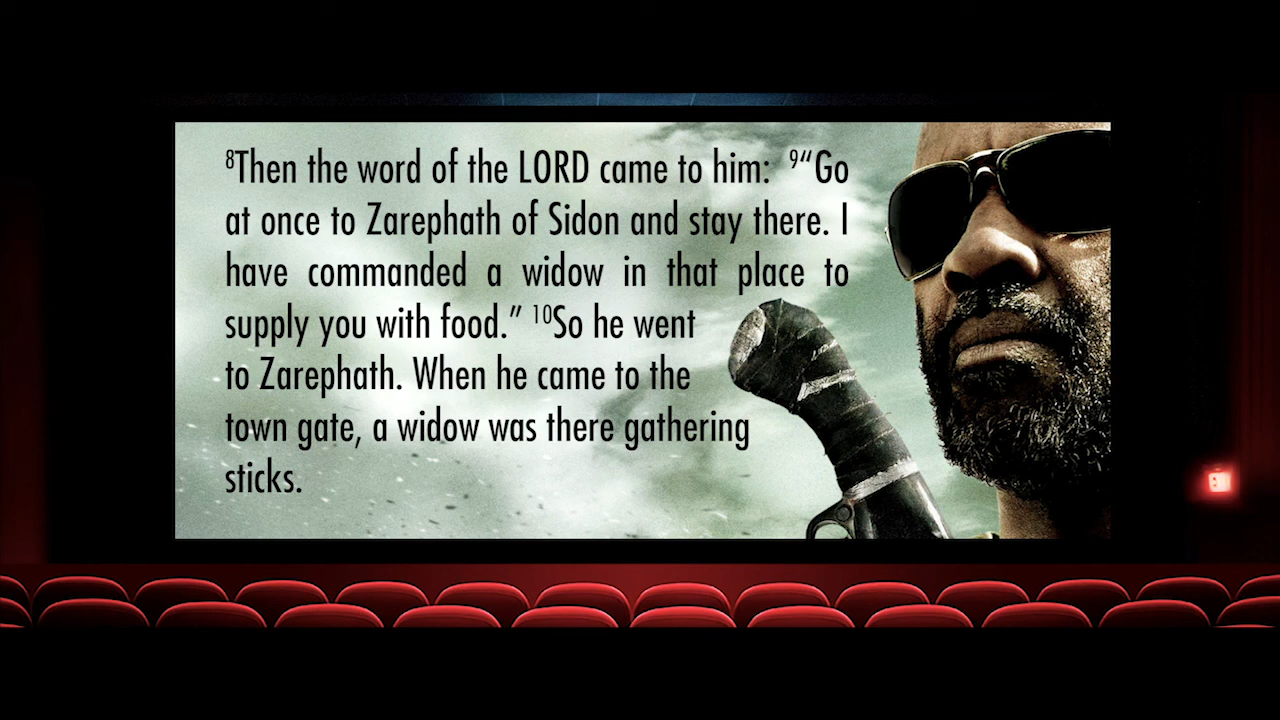 ⁸Then the word of the LORD came to him: ⁹“Go
at once to Zarephath of Sidon and stay there. I
have commanded a widow in that place to
supply you with food.” ¹⁰So he went
to Zarephath. When he came to the
town gate, a widow was there gathering
sticks.